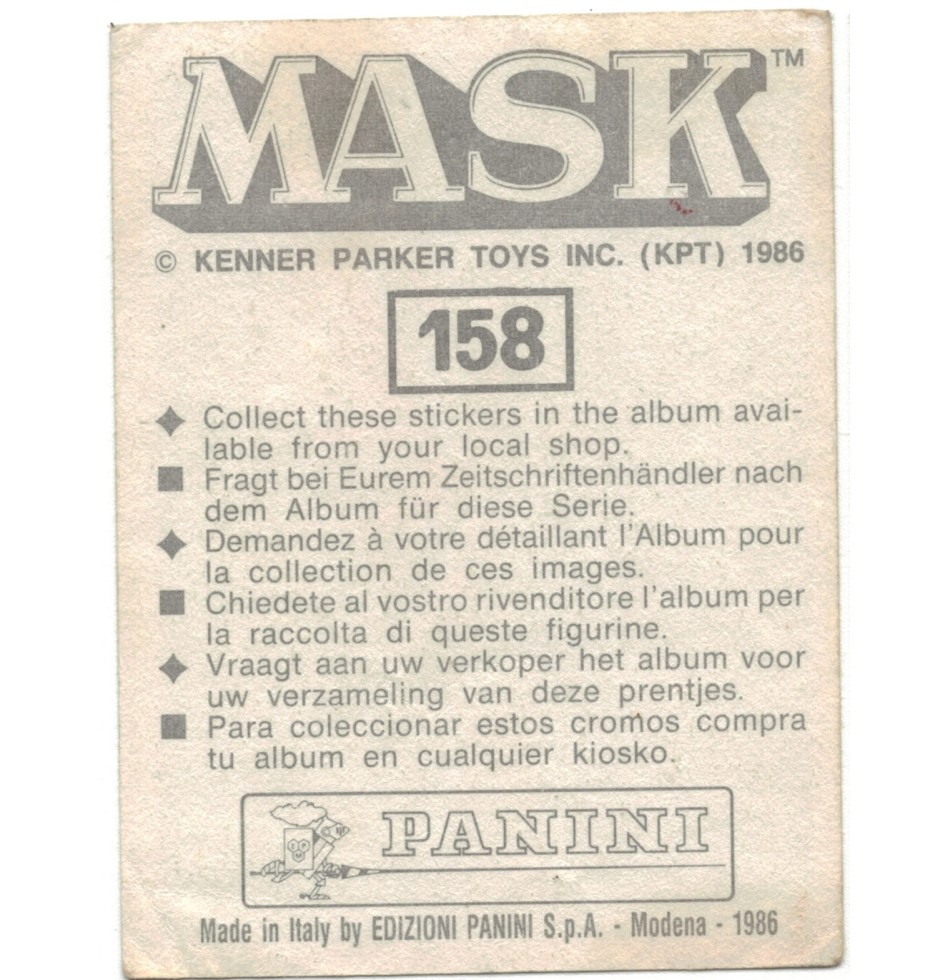 MASK™
© KENNER PARKER TOYS INC. (KPT) 1986
158
◆ Collect these stickers in the album avai-
lable from your local shop.
■ Fragt bei Eurem Zeitschriftenhändler nach
dem Album für diese Serie.
◆ Demandez à votre détaillant l'Album pour
la collection de ces images.
■ Chiedete al vostro rivenditore l'album per
la raccolta di queste figurine.
◆ Vraagt aan uw verkoper het album voor
uw verzameling van deze prentjes.
■ Para coleccionar estos cromos compra
tu album en cualquier kiosko.
PANINI
Made in Italy by EDIZIONI PANINI S.p.A. - Modena - 1986